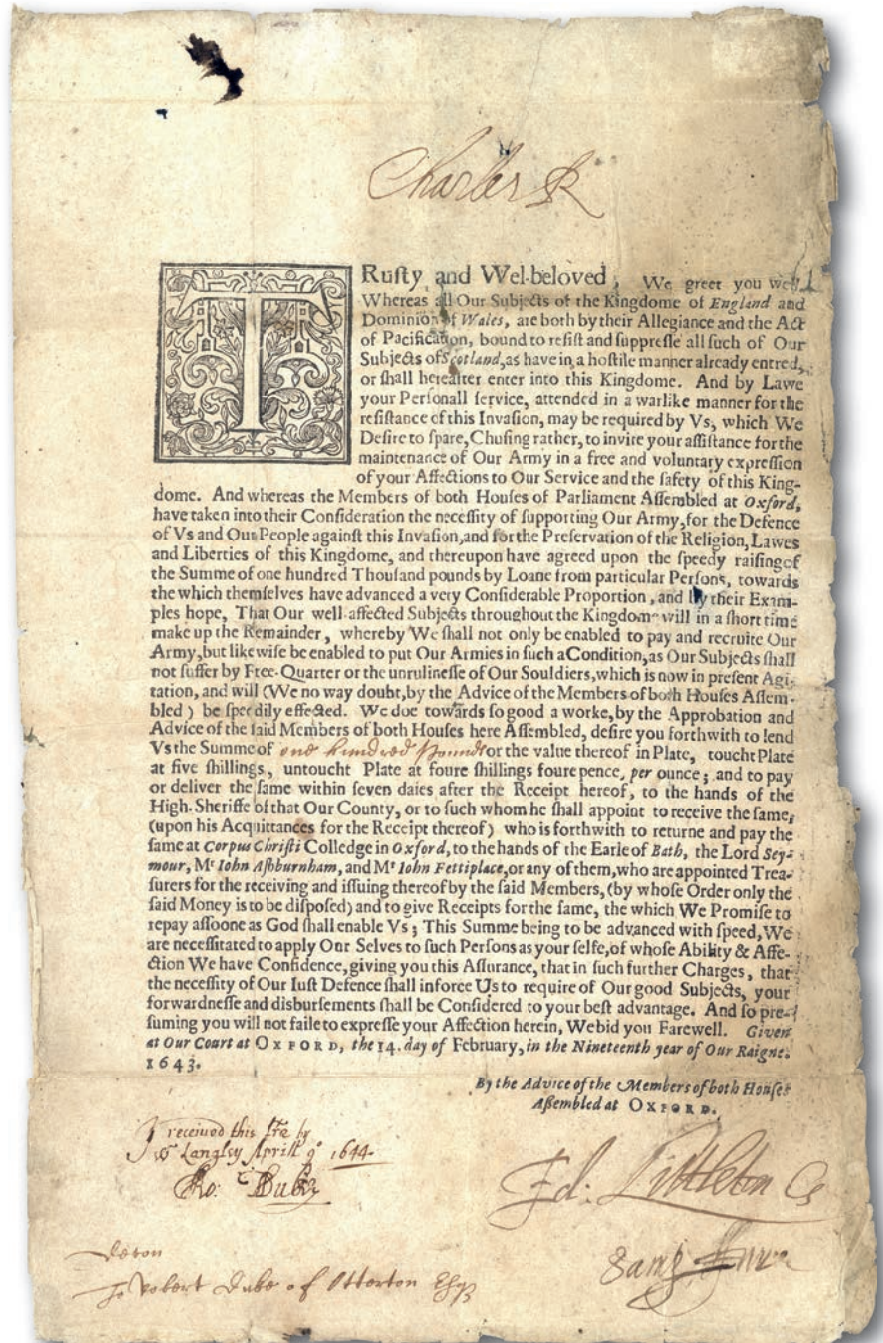 Charles R
TRuſty and Wel-beloved, We greet you well.
Whereas all Our Subjects of the Kingdome of England and
Dominion of Wales, are both by their Allegiance and the Act
of Pacification, bound to reſiſt and ſuppreſſe all ſuch of Our
Subjects of Scotland, as have in a hoſtile manner already entred,
or ſhall hereafter enter into this Kingdome. And by Lawe
your Perſonall ſervice, attended in a warlike manner for the
reſiſtance of this Invaſion, may be required by Vs, which We
Deſire to ſpare, Chuſing rather, to invite your aſſiſtance for the
maintenance of Our Army in a free and voluntary expreſſion
of your Affections to Our Service and the ſafety of this King-
dome. And whereas the Members of both Houſes of Parliament Aſſembled at Oxford,
have taken into their Conſideration the neceſſity of ſupporting Our Army, for the Defence
of Vs and Our People againſt this Invaſion, and for the Preſervation of the Religion, Lawes
and Liberties of this Kingdome, and thereupon have agreed upon the ſpeedy raiſing of
the Summe of one hundred Thouſand pounds by Loane from particular Perſons, towards
the which themſelves have advanced a very Conſiderable Proportion, and by their Exam-
ples hope, That Our well-affected Subjects throughout the Kingdome will in a ſhort time
make up the Remainder, whereby We ſhall not only be enabled to pay and recruite Our
Army, but likewiſe be enabled to put Our Armies in ſuch a Condition, as Our Subjects ſhall
not ſuffer by Free-Quarter or the unrulineſſe of Our Souldiers, which is now in preſent Agi-
tation, and will (We no way doubt, by the Advice of the Members of both Houſes Aſſem-
bled) be ſpeedily effected. We doe towards ſo good a worke, by the Approbation and
Advice of the ſaid Members of both Houſes here Aſſembled, deſire you forthwith to lend
Vs the Summe of one hundred Pounds or the value thereof in Plate, toucht Plate
at five ſhillings, untoucht Plate at foure ſhillings foure pence, per ounce; and to pay
or deliver the ſame within ſeven daies after the Receipt hereof, to the hands of the
High-Sheriffe of that Our County, or to ſuch whom he ſhall appoint to receive the ſame,
(upon his Acquittances for the Receipt thereof) who is forthwith to returne and pay the
ſame at Corpus Chriſti Colledge in Oxford, to the hands of the Earle of Bath, the Lord Sey-
mour, Mr Iohn Aſhburnham, and Mr Iohn Fettiplace, or any of them, who are appointed Trea-
ſurers for the receiving and iſſuing thereof by the ſaid Members, (by whoſe Order only the
ſaid Money is to be diſpoſed) and to give Receipts for the ſame, the which We Promiſe to
repay aſſoone as God ſhall enable Vs; This Summe being to be advanced with ſpeed, We
are neceſſitated to apply Our Selves to ſuch Perſons as your ſelfe, of whoſe Ability & Affe-
ction We have Confidence, giving you this Aſſurance, that in ſuch further Charges, that
the neceſſity of Our Iuſt Defence ſhall inforce Us to require of Our good Subjects, your
forwardneſſe and disburſements ſhall be Conſidered to your beſt advantage. And ſo pre-
ſuming you will not faile to expreſſe your Affection herein, We bid you Farewell. Given
at Our Court at OXFORD, the 14. day of February, in the Nineteenth year of Our Raigne.
1643.
By the Advice of the Members of both Houſes
Aſſembled at OXFORD.
I received this by
Langley Aprill 9 1644
Ro: Duke
Ed: Littleton
Devon
To Robert Duke of Otterton Eſq